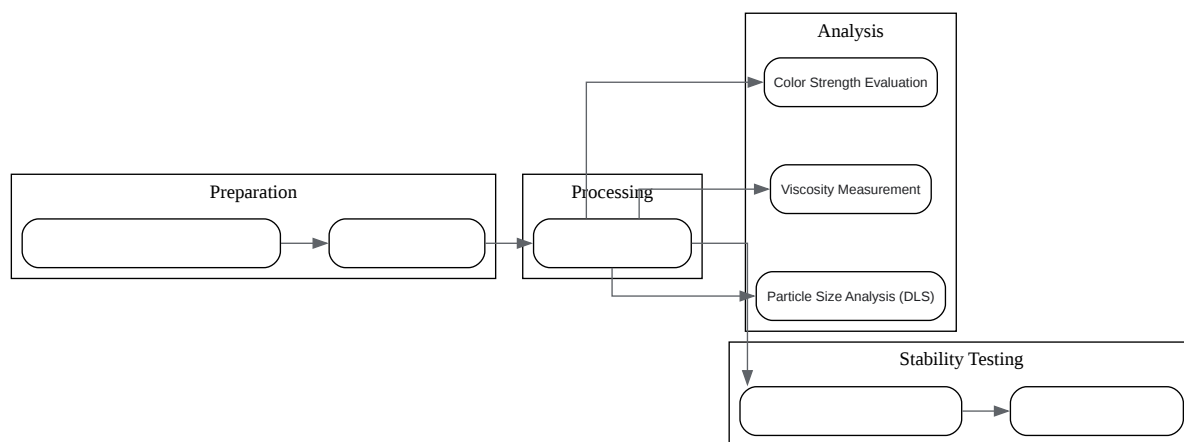 Analysis
Color Strength Evaluation
Preparation
Processing
Viscosity Measurement
Particle Size Analysis (DLS)
Stability Testing